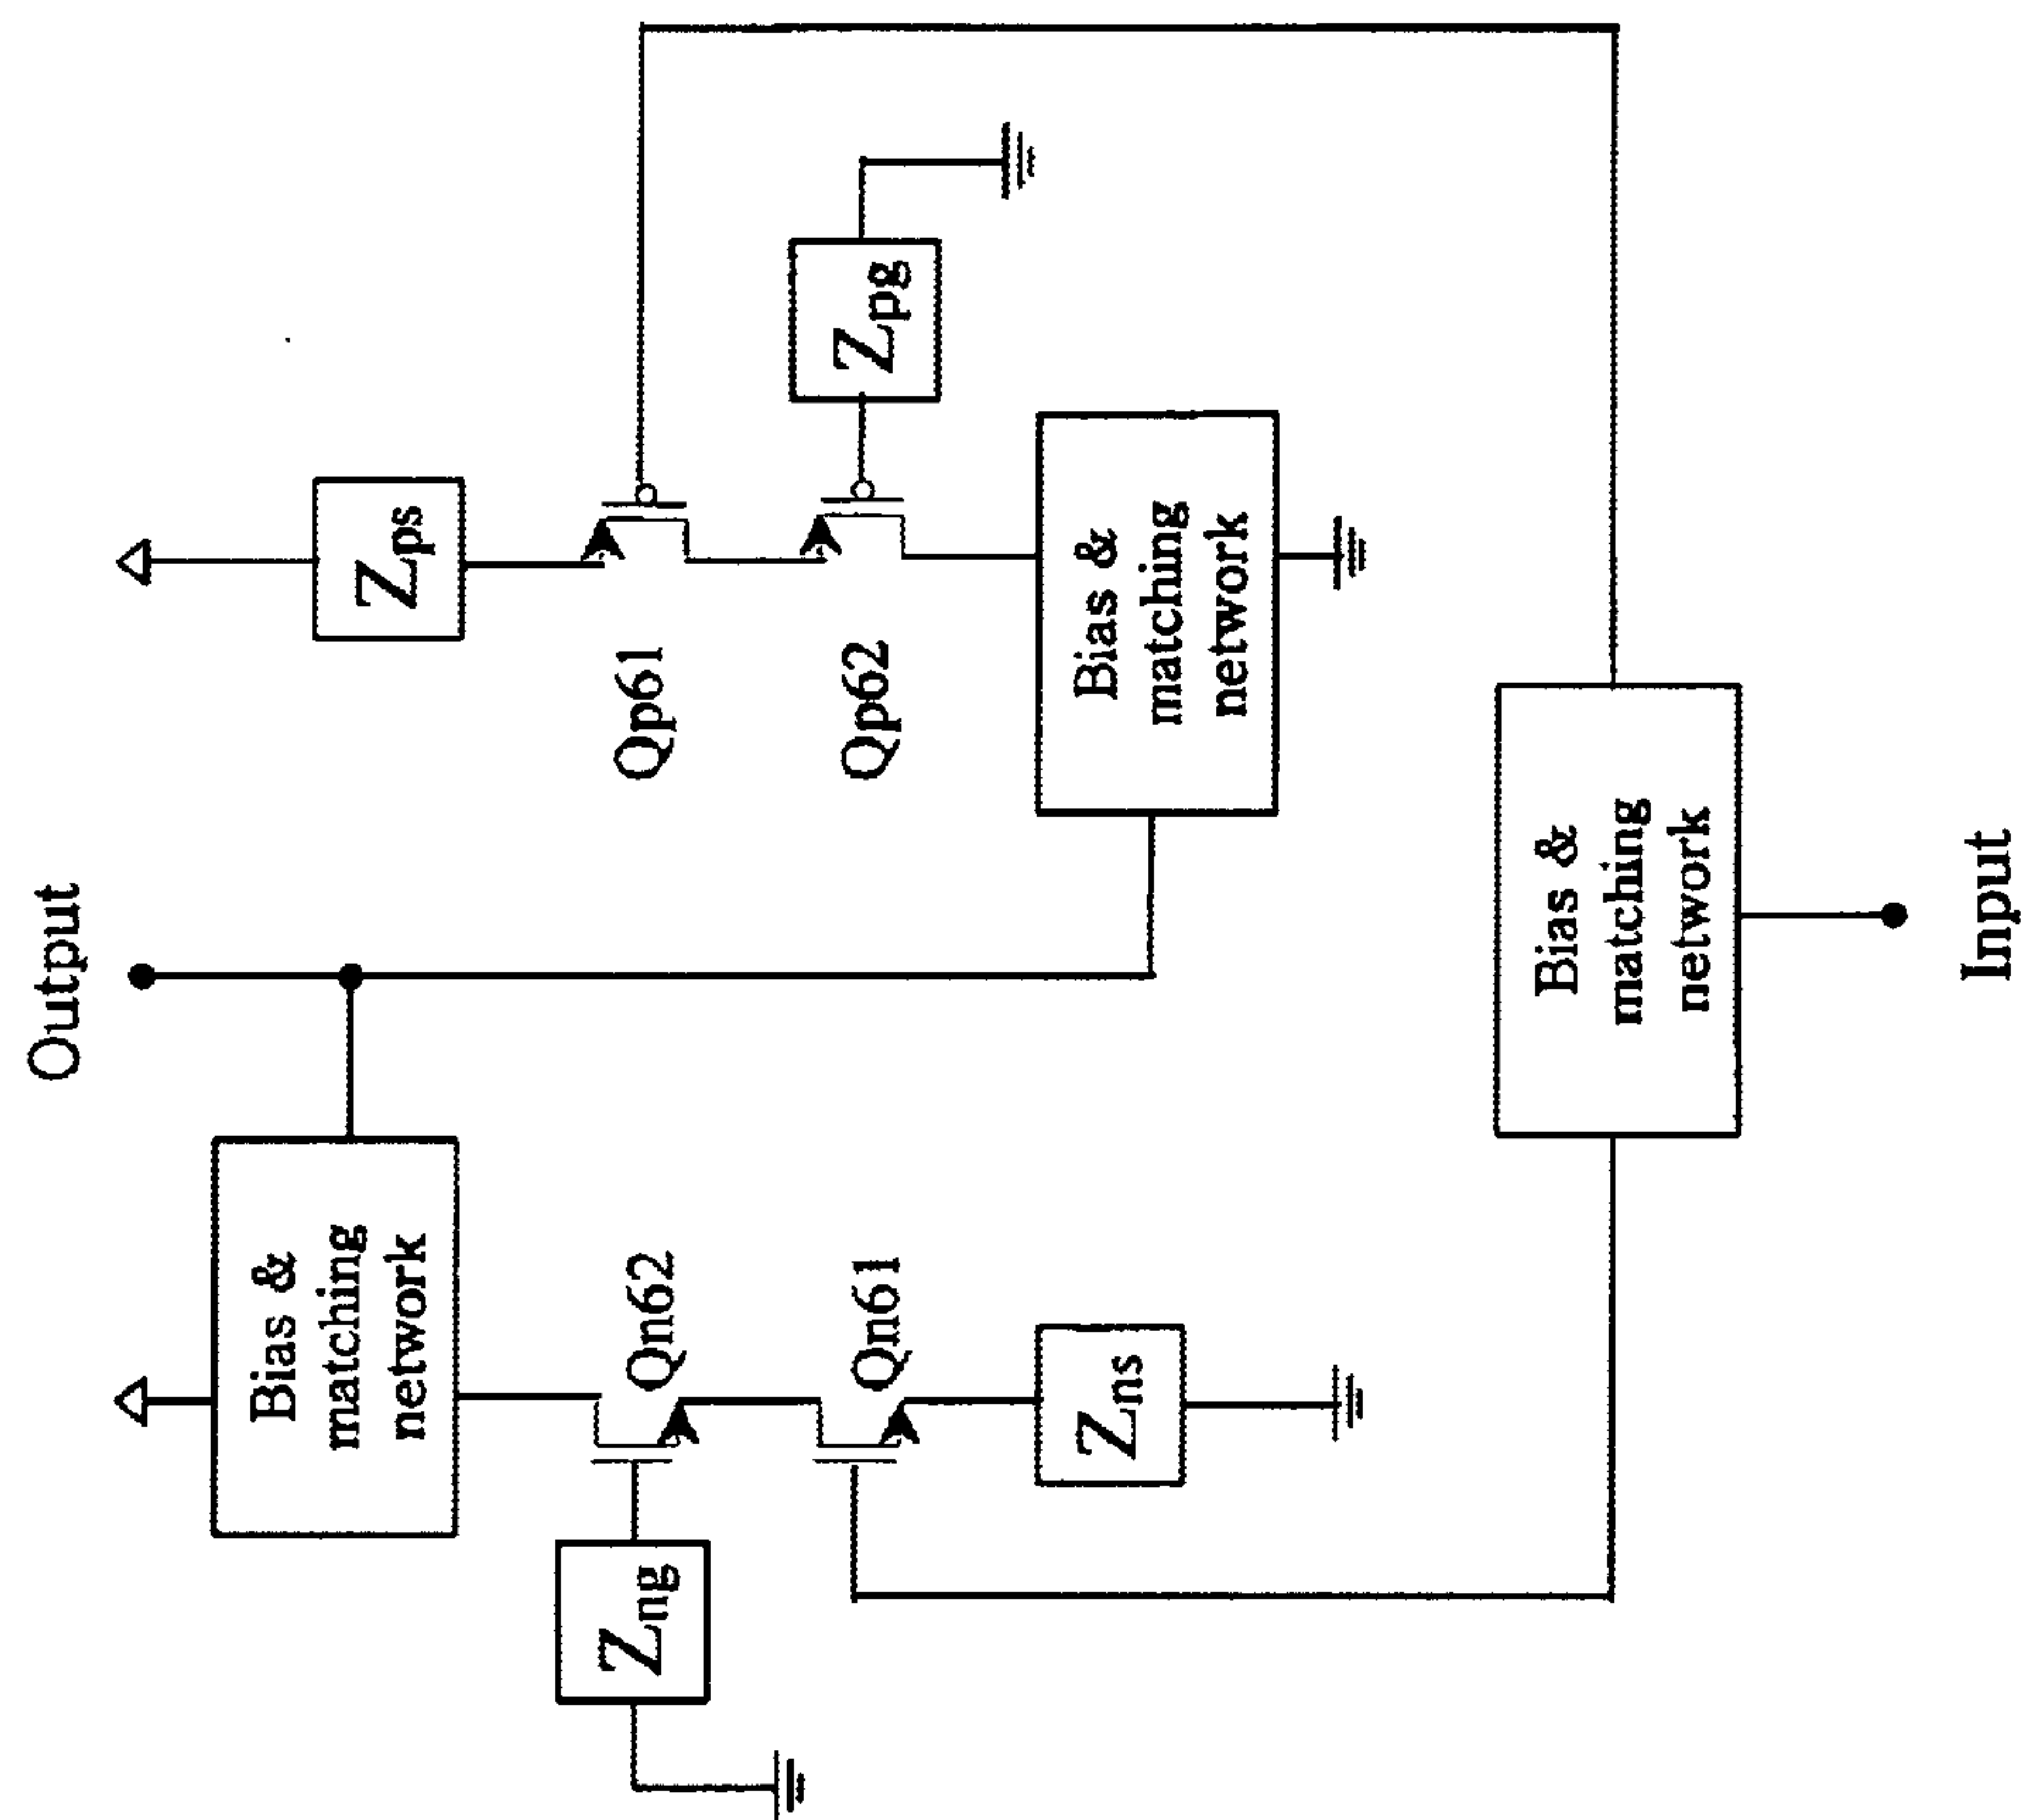 Output
Bias &
matching
network
Zng
Qn62
Qn61
Zns
Zps
Qp61
Qp62
Zpg
Bias &
matching
network
Bias &
matching
network
Input